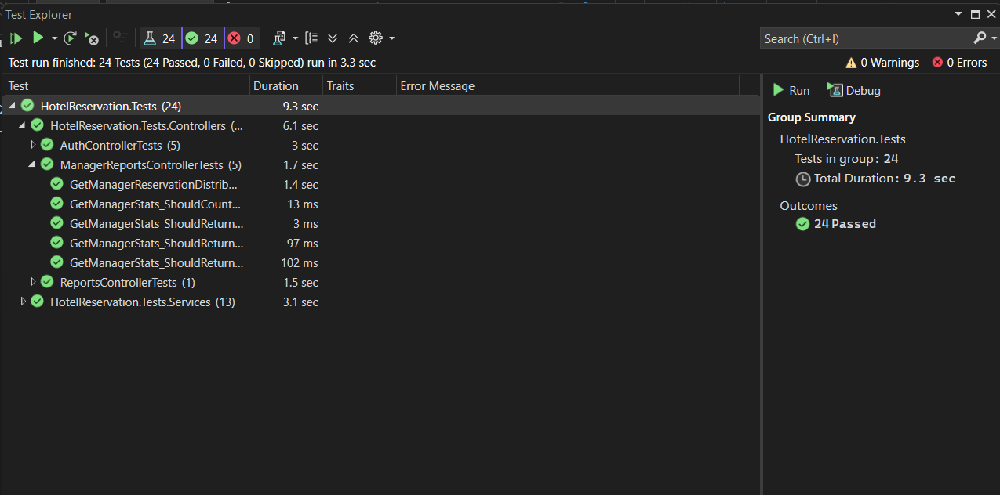 Test Explorer
24 24 0
Search (Ctrl+I)
Test run finished: 24 Tests (24 Passed, 0 Failed, 0 Skipped) run in 3.3 sec
0 Warnings 0 Errors
Test Duration Traits Error Message
HotelReservation.Tests (24) 9.3 sec
HotelReservation.Tests.Controllers (... 6.1 sec
AuthControllerTests (5) 3 sec
ManagerReportsControllerTests (5) 1.7 sec
GetManagerReservationDistrib... 1.4 sec
GetManagerStats_ShouldCount... 13 ms
GetManagerStats_ShouldReturn... 3 ms
GetManagerStats_ShouldReturn... 97 ms
GetManagerStats_ShouldReturn... 102 ms
ReportsControllerTests (1) 1.5 sec
HotelReservation.Tests.Services (13) 3.1 sec
Run Debug
Group Summary
HotelReservation.Tests
Tests in group: 24
Total Duration: 9.3 sec
Outcomes
24 Passed